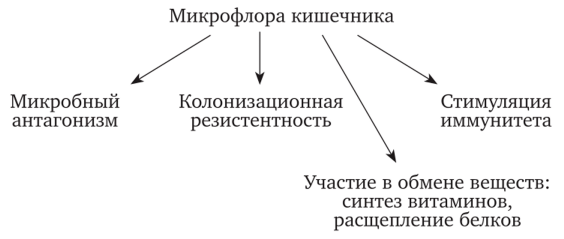 Микрофлора кишечника
Микробный
антагонизм
Колонизационная
резистентность
Стимуляция
иммунитета
Участие в обмене веществ:
синтез витаминов,
расщепление белков